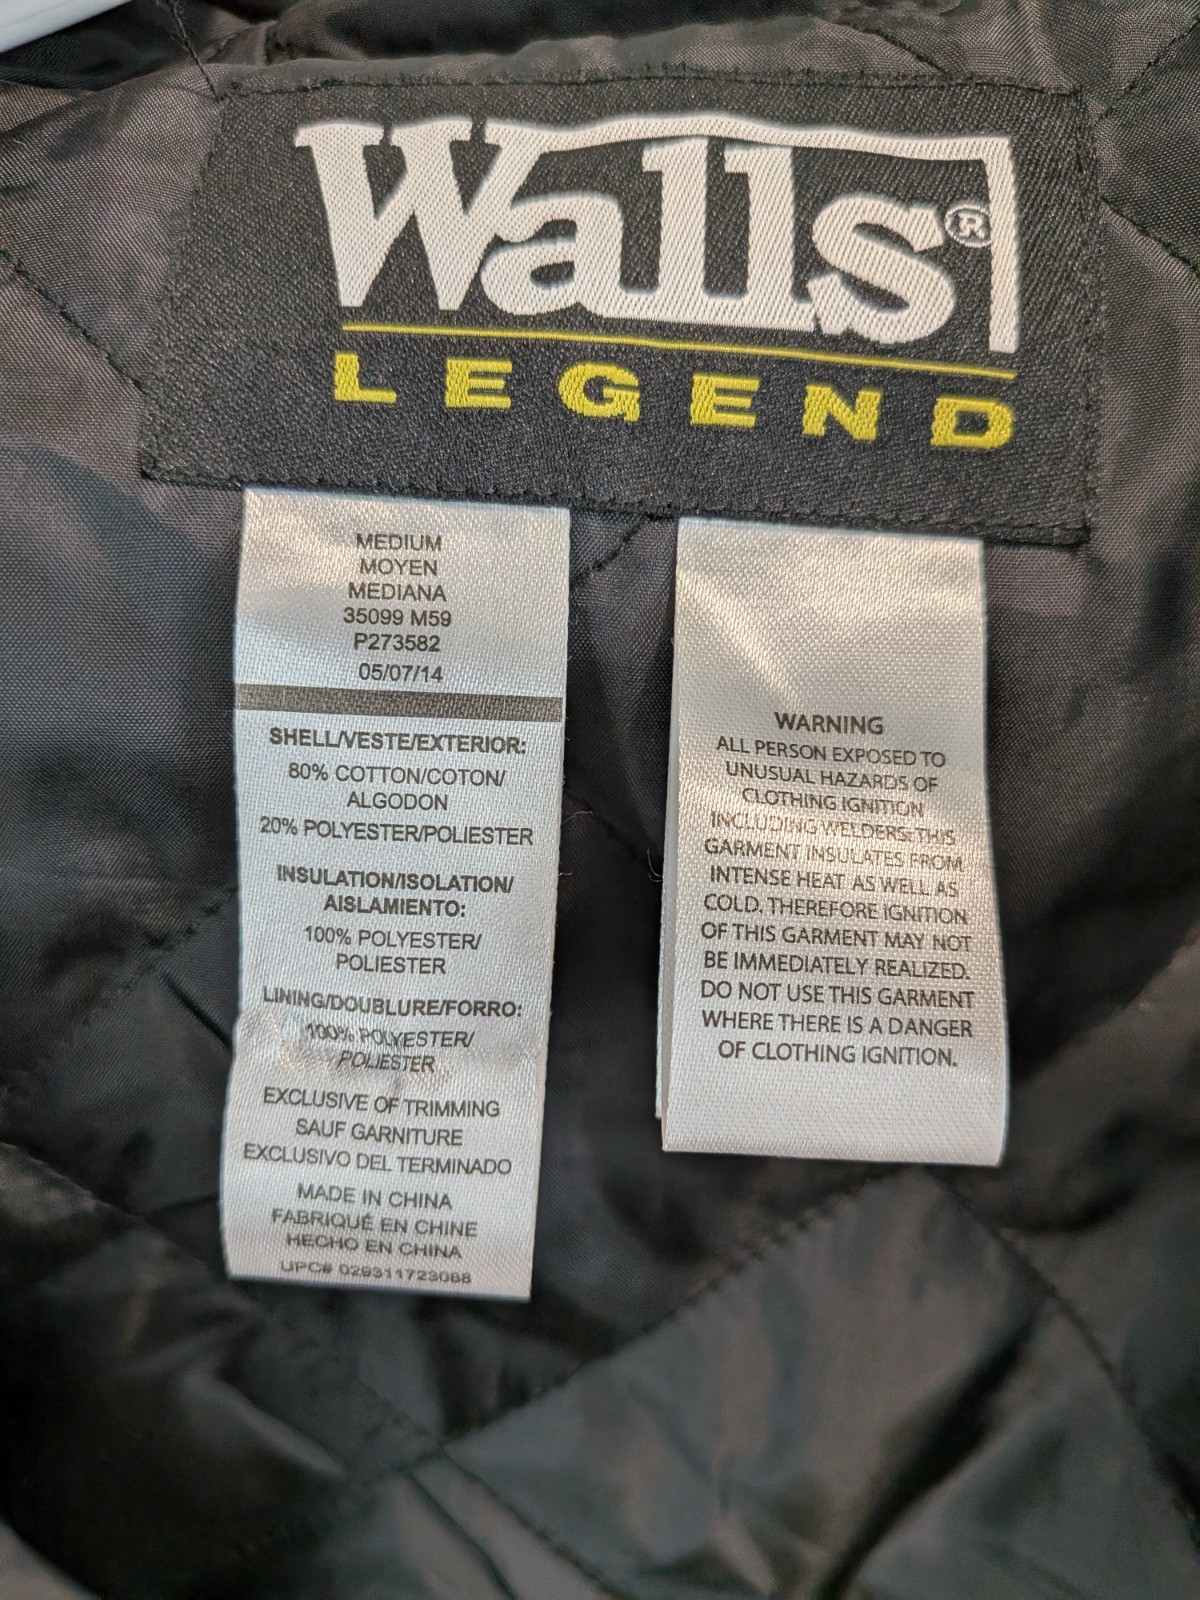 Walls®
LEGEND
MEDIUM
MOYEN
MEDIANA
35099 M59
P273582
05/07/14
SHELL/VESTE/EXTERIOR:
80% COTTON/COTON/
ALGODON
20% POLYESTER/POLIESTER
INSULATION/ISOLATION/
AISLAMIENTO:
100% POLYESTER/
POLIESTER
LINING/DOUBLURE/FORRO:
100% POLYESTER/
POLIESTER
EXCLUSIVE OF TRIMMING
SAUF GARNITURE
EXCLUSIVO DEL TERMINADO
MADE IN CHINA
FABRIQUÉ EN CHINE
HECHO EN CHINA
UPC# 029311723088
WARNING
ALL PERSON EXPOSED TO
UNUSUAL HAZARDS OF
CLOTHING IGNITION
INCLUDING WELDERS: THIS
GARMENT INSULATES FROM
INTENSE HEAT AS WELL AS
COLD. THEREFORE IGNITION
OF THIS GARMENT MAY NOT
BE IMMEDIATELY REALIZED.
DO NOT USE THIS GARMENT
WHERE THERE IS A DANGER
OF CLOTHING IGNITION.